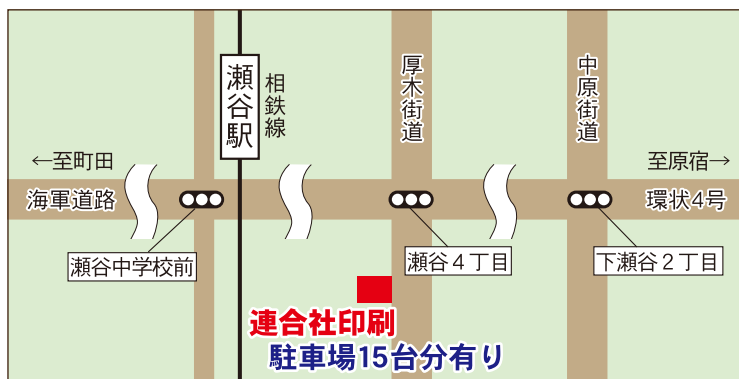 瀬谷駅
相鉄線
厚木街道
中原街道
←至町田
至原宿→
海軍道路
環状4号
瀬谷中学校前
瀬谷4丁目
下瀬谷2丁目
連合社印刷
駐車場15台分有り